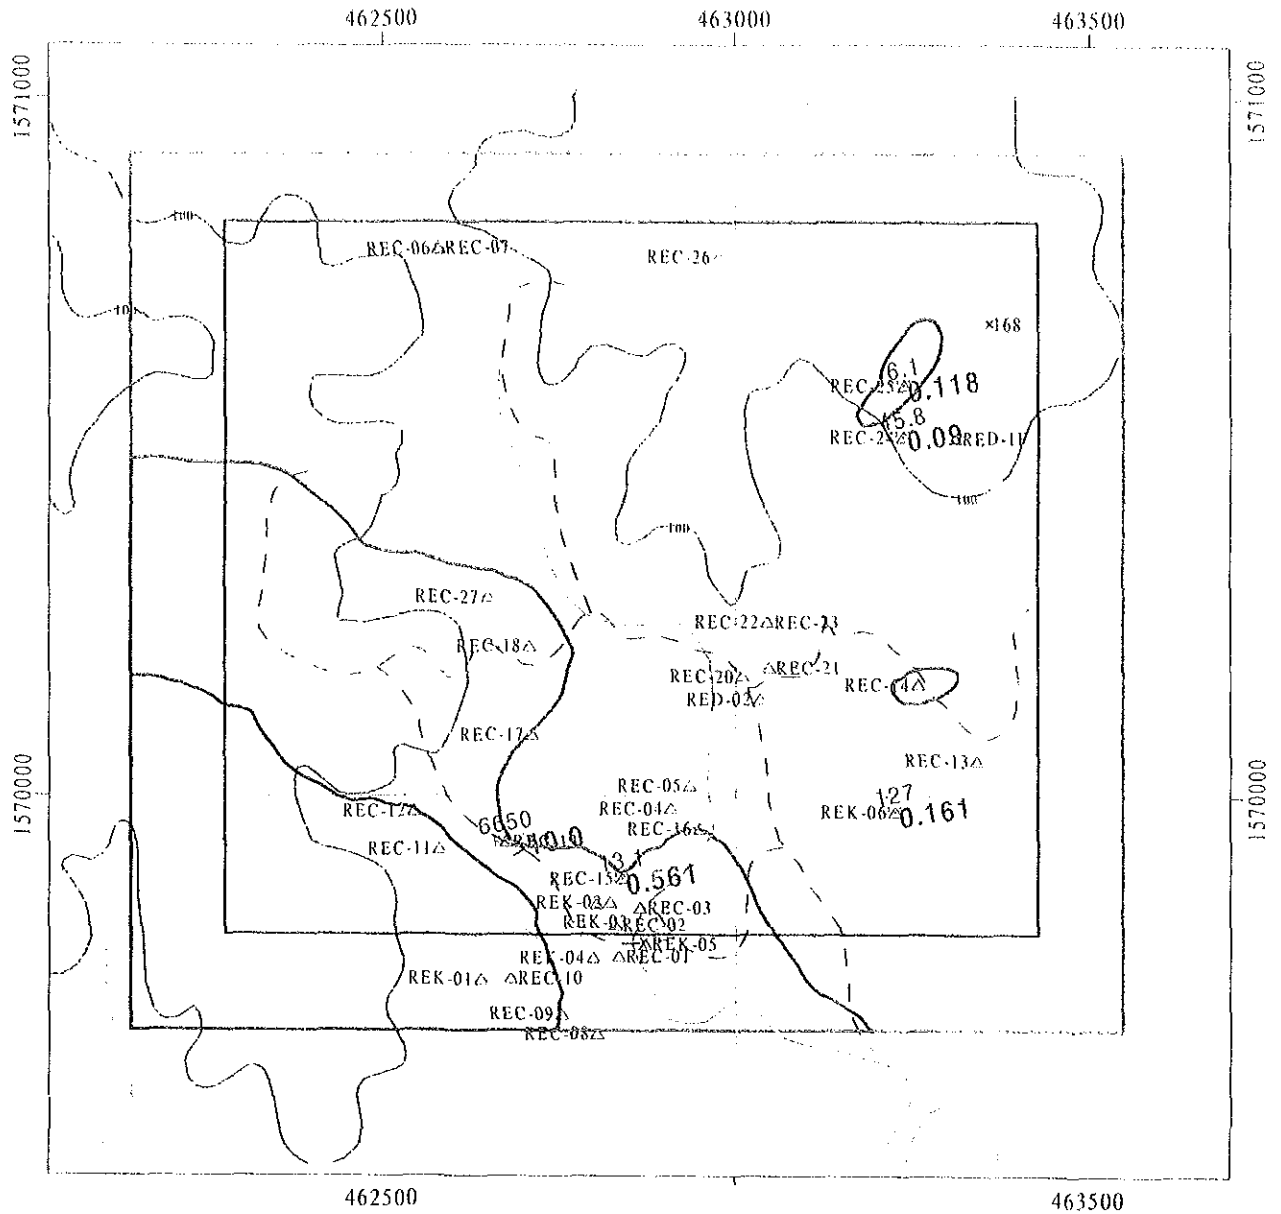 462500 463000 463500
1571000 1571000
100
REC-06 REC-07 REC-26
×168
6.1
REC-25 0.118
15.8
REC-24 0.09 RED-11
100
100
REC-27
REC-22 REC-23
REC-18
REC-20 REC-21
REC-14
RED-02
REC-17
REC-13
1570000 1570000
REC-05
127
REC-12 REC-04 REK-06 0.161
6650
REC-16
REC-11 10.0
13.1
REC-15 0.561
REK-02 REC-03
REK-03 REC-02
REK-05
REK-04 REC-01
REK-01 REC-10
REC-09
REC-08
462500 463500